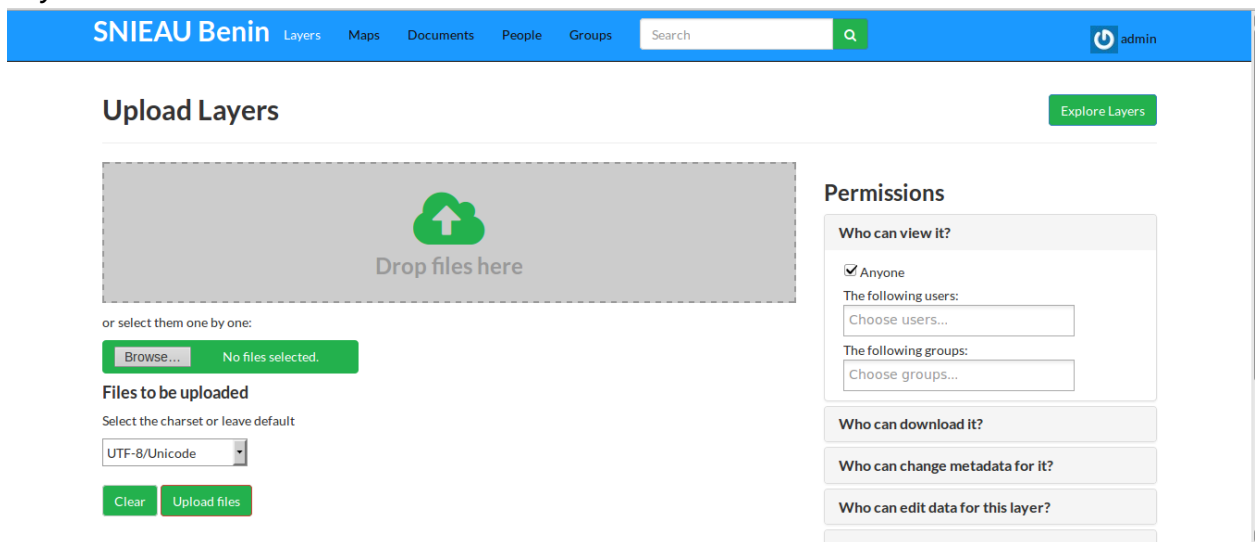 SNIEAU Benin Layers Maps Documents People Groups Search admin
Upload Layers
Explore Layers
Drop files here
or select them one by one:
Browse... No files selected.
Files to be uploaded
Select the charset or leave default
UTF-8/Unicode
Clear Upload files
Permissions
Who can view it?
Anyone
The following users:
Choose users...
The following groups:
Choose groups...
Who can download it?
Who can change metadata for it?
Who can edit data for this layer?